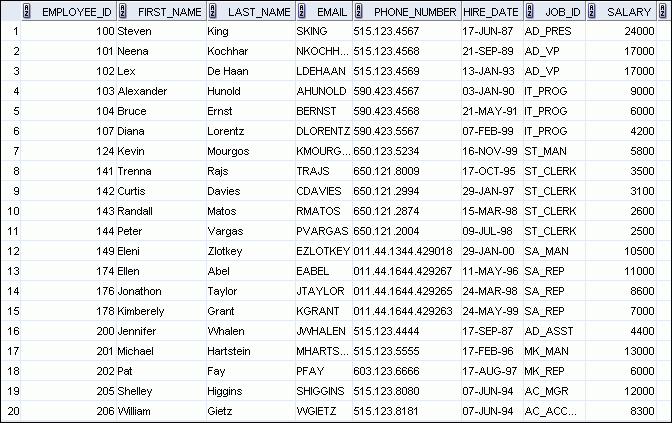 EMPLOYEE_ID FIRST_NAME LAST_NAME EMAIL PHONE_NUMBER HIRE_DATE JOB_ID SALARY
1 100 Steven King SKING 515.123.4567 17-JUN-87 AD_PRES 24000
2 101 Neena Kochhar NKOCHH... 515.123.4568 21-SEP-89 AD_VP 17000
3 102 Lex De Haan LDEHAAN 515.123.4569 13-JAN-93 AD_VP 17000
4 103 Alexander Hunold AHUNOLD 590.423.4567 03-JAN-90 IT_PROG 9000
5 104 Bruce Ernst BERNST 590.423.4568 21-MAY-91 IT_PROG 6000
6 107 Diana Lorentz DLORENTZ 590.423.5567 07-FEB-99 IT_PROG 4200
7 124 Kevin Mourgos KMOURG... 650.123.5234 16-NOV-99 ST_MAN 5800
8 141 Trenna Rajs TRAJS 650.121.8009 17-OCT-95 ST_CLERK 3500
9 142 Curtis Davies CDAVIES 650.121.2994 29-JAN-97 ST_CLERK 3100
10 143 Randall Matos RMATOS 650.121.2874 15-MAR-98 ST_CLERK 2600
11 144 Peter Vargas PVARGAS 650.121.2004 09-JUL-98 ST_CLERK 2500
12 149 Eleni Zlotkey EZLOTKEY 011.44.1344.429018 29-JAN-00 SA_MAN 10500
13 174 Ellen Abel EABEL 011.44.1644.429267 11-MAY-96 SA_REP 11000
14 176 Jonathon Taylor JTAYLOR 011.44.1644.429265 24-MAR-98 SA_REP 8600
15 178 Kimberely Grant KGRANT 011.44.1644.429263 24-MAY-99 SA_REP 7000
16 200 Jennifer Whalen JWHALEN 515.123.4444 17-SEP-87 AD_ASST 4400
17 201 Michael Hartstein MHARTS... 515.123.5555 17-FEB-96 MK_MAN 13000
18 202 Pat Fay PFAY 603.123.6666 17-AUG-97 MK_REP 6000
19 205 Shelley Higgins SHIGGINS 515.123.8080 07-JUN-94 AC_MGR 12000
20 206 William Gietz WGIETZ 515.123.8181 07-JUN-94 AC_ACC... 8300